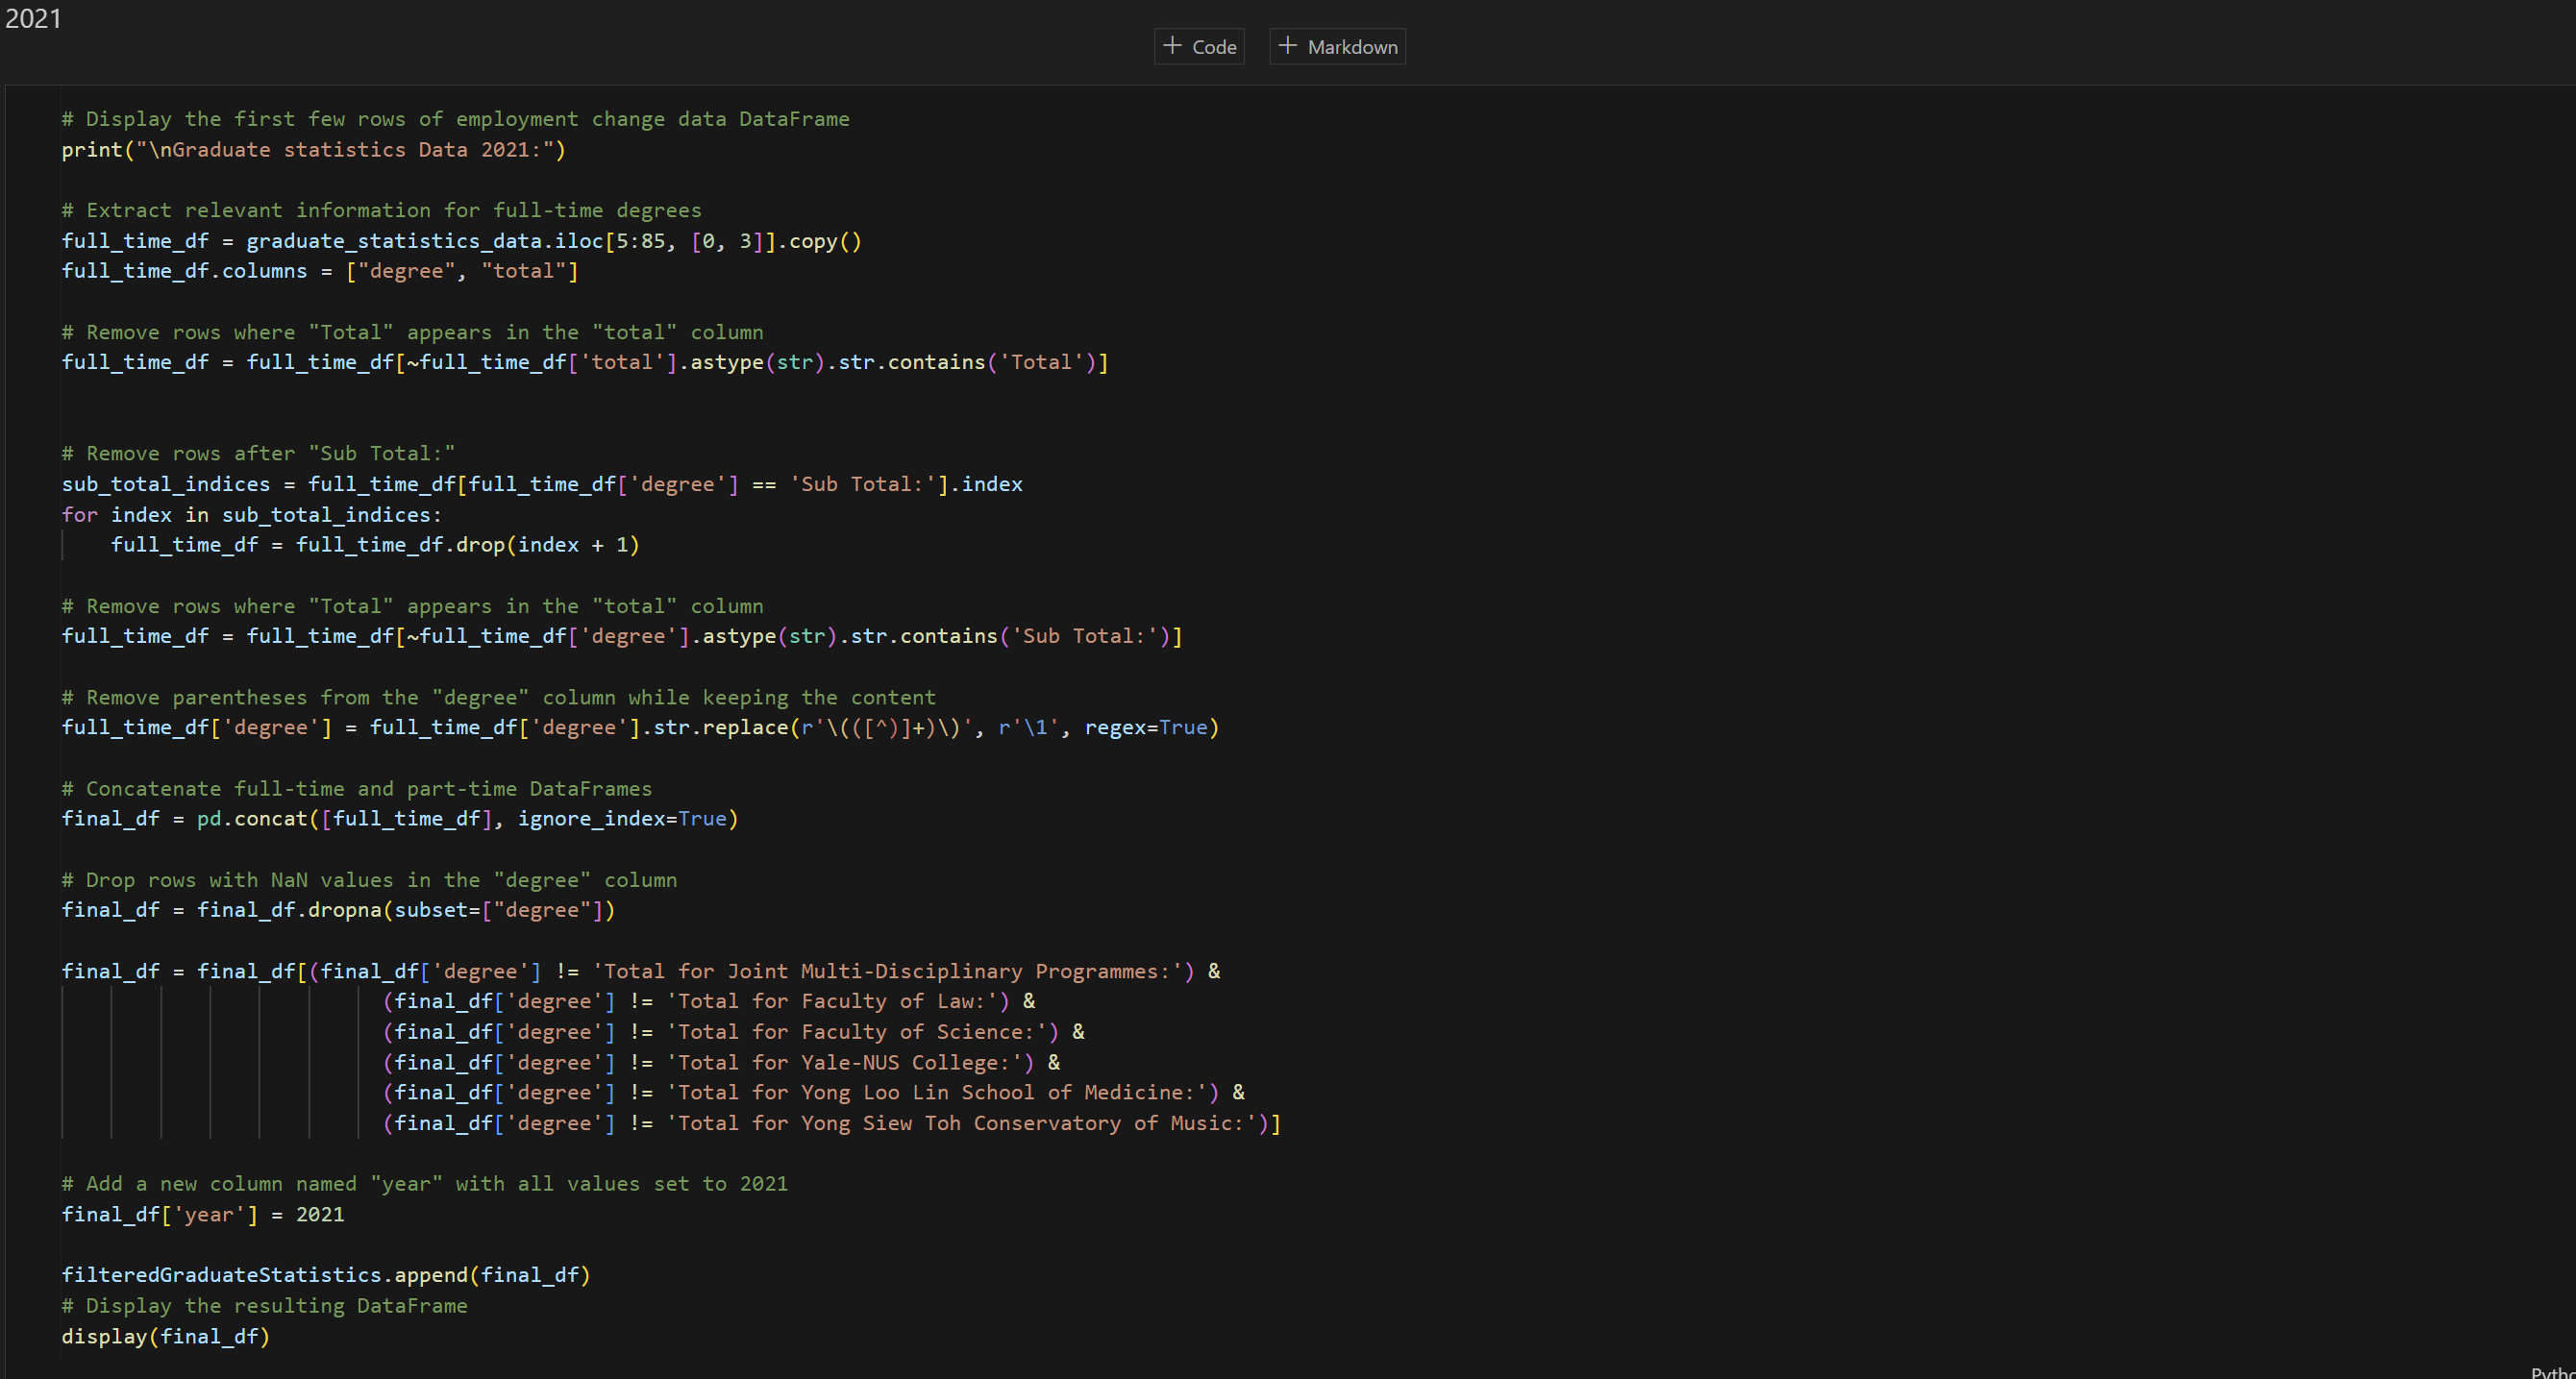 2021
+ Code + Markdown
# Display the first few rows of employment change data DataFrame
print("\nGraduate statistics Data 2021:")

# Extract relevant information for full-time degrees
full_time_df = graduate_statistics_data.iloc[5:85, [0, 3]].copy()
full_time_df.columns = ["degree", "total"]

# Remove rows where "Total" appears in the "total" column
full_time_df = full_time_df[~full_time_df['total'].astype(str).str.contains('Total')]


# Remove rows after "Sub Total:"
sub_total_indices = full_time_df[full_time_df['degree'] == 'Sub Total:'].index
for index in sub_total_indices:
    full_time_df = full_time_df.drop(index + 1)

# Remove rows where "Total" appears in the "total" column
full_time_df = full_time_df[~full_time_df['degree'].astype(str).str.contains('Sub Total:')]

# Remove parentheses from the "degree" column while keeping the content
full_time_df['degree'] = full_time_df['degree'].str.replace(r'\(([^)]+)\)', r'\1', regex=True)

# Concatenate full-time and part-time DataFrames
final_df = pd.concat([full_time_df], ignore_index=True)

# Drop rows with NaN values in the "degree" column
final_df = final_df.dropna(subset=["degree"])

final_df = final_df[(final_df['degree'] != 'Total for Joint Multi-Disciplinary Programmes:') &
                          (final_df['degree'] != 'Total for Faculty of Law:') &
                          (final_df['degree'] != 'Total for Faculty of Science:') &
                          (final_df['degree'] != 'Total for Yale-NUS College:') &
                          (final_df['degree'] != 'Total for Yong Loo Lin School of Medicine:') &
                          (final_df['degree'] != 'Total for Yong Siew Toh Conservatory of Music:')]

# Add a new column named "year" with all values set to 2021
final_df['year'] = 2021

filteredGraduateStatistics.append(final_df)
# Display the resulting DataFrame
display(final_df)